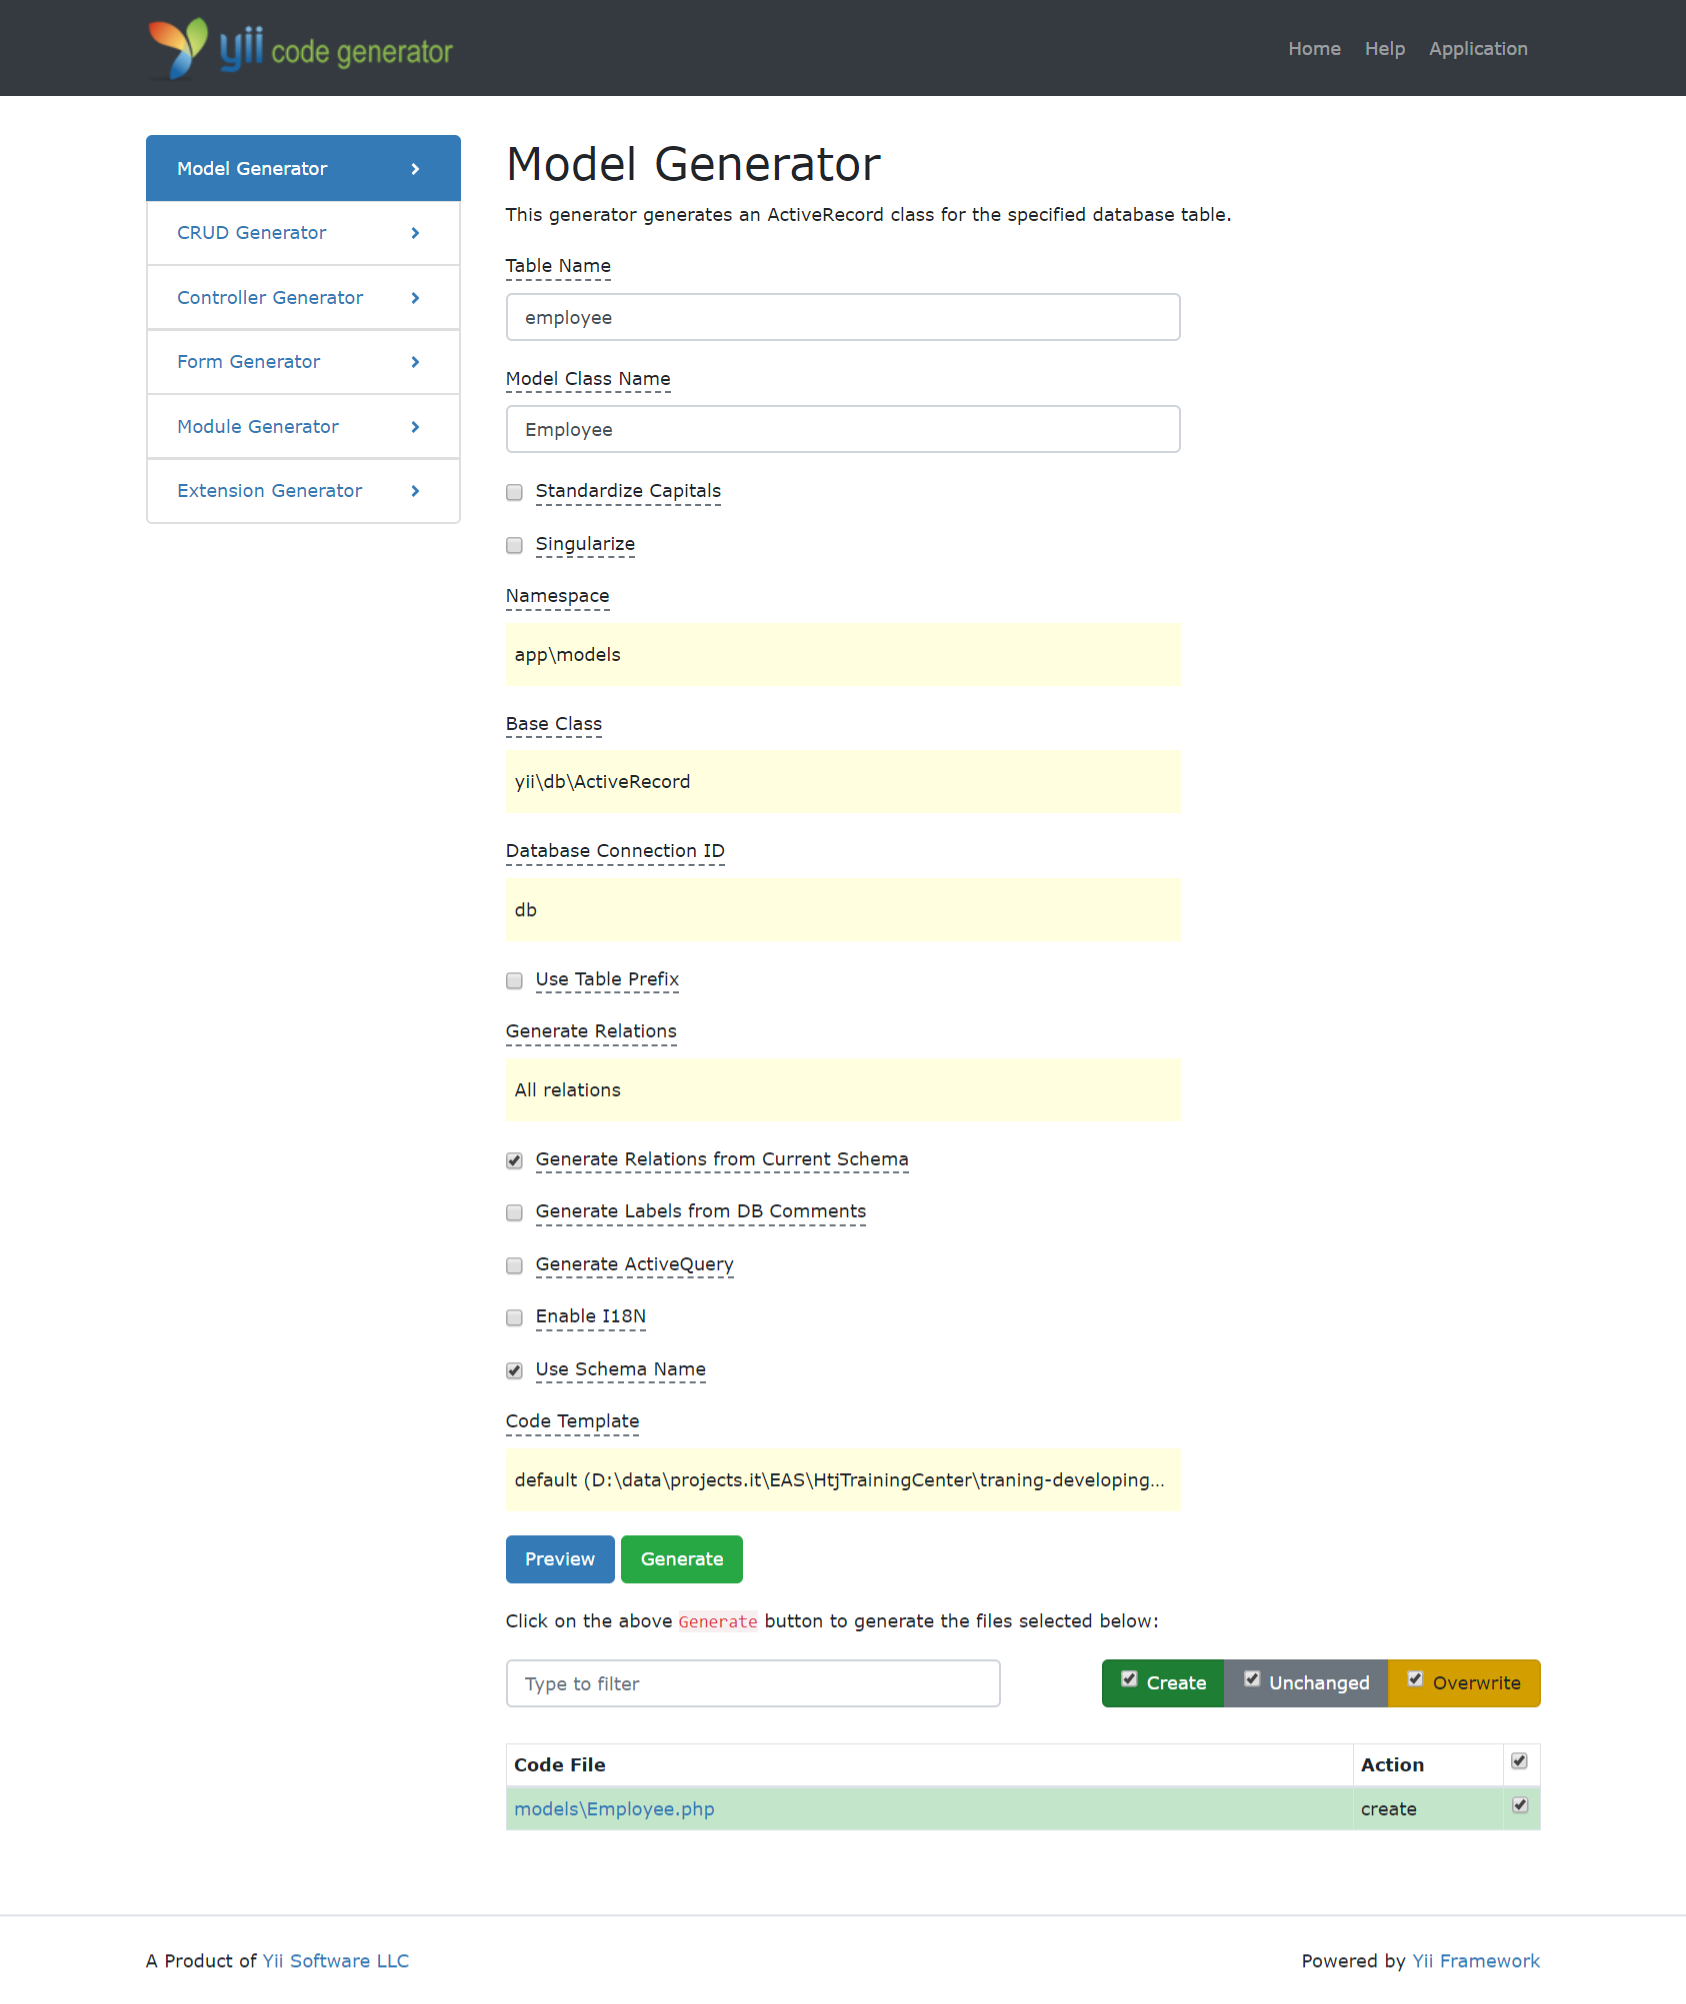 yii code generator
Home Help Application
Model Generator
CRUD Generator
Controller Generator
Form Generator
Module Generator
Extension Generator
Model Generator
This generator generates an ActiveRecord class for the specified database table.
Table Name
employee
Model Class Name
Employee
Standardize Capitals
Singularize
Namespace
app\models
Base Class
yii\db\ActiveRecord
Database Connection ID
db
Use Table Prefix
Generate Relations
All relations
Generate Relations from Current Schema
Generate Labels from DB Comments
Generate ActiveQuery
Enable I18N
Use Schema Name
Code Template
default (D:\data\projects.it\EAS\HtjTrainingCenter\traning-developing...
Preview Generate
Click on the above Generate button to generate the files selected below:
Type to filter Create Unchanged Overwrite
Code File Action
models\Employee.php create
A Product of Yii Software LLC Powered by Yii Framework